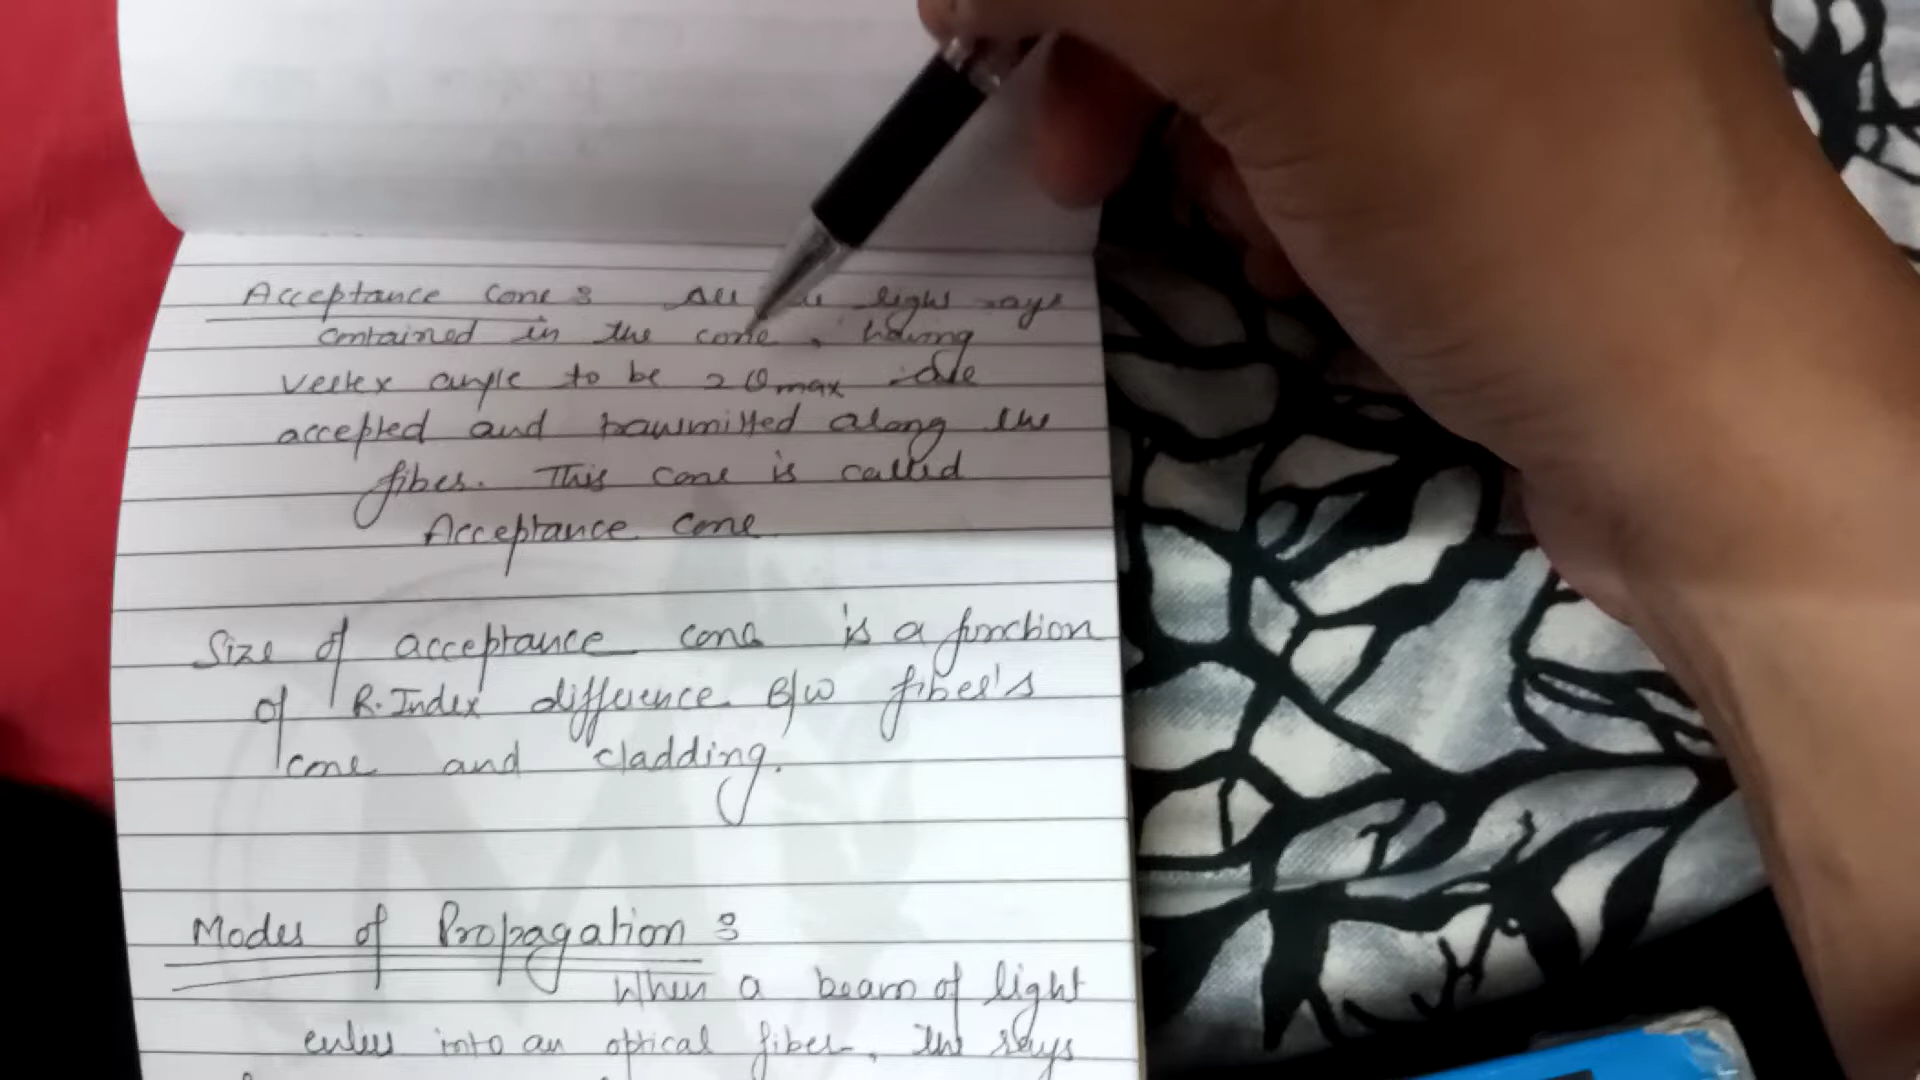 Acceptance Cone : All light rays
contained in the cone, having
vertex angle to be 2θmax are
accepted and transmitted along the
fiber. This cone is called
Acceptance Cone
Size of acceptance cone is a function
of R.Index difference B/w fiber's
core and cladding.
Modes of Propagation :
When a beam of light
enters into an optical fiber, the rays